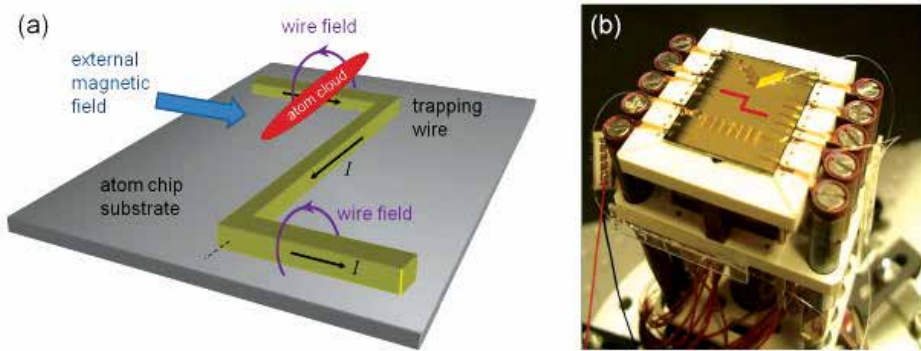 (a)
wire field
external
magnetic
field
atom cloud
trapping
wire
I
atom chip
substrate
wire field
I
(b)